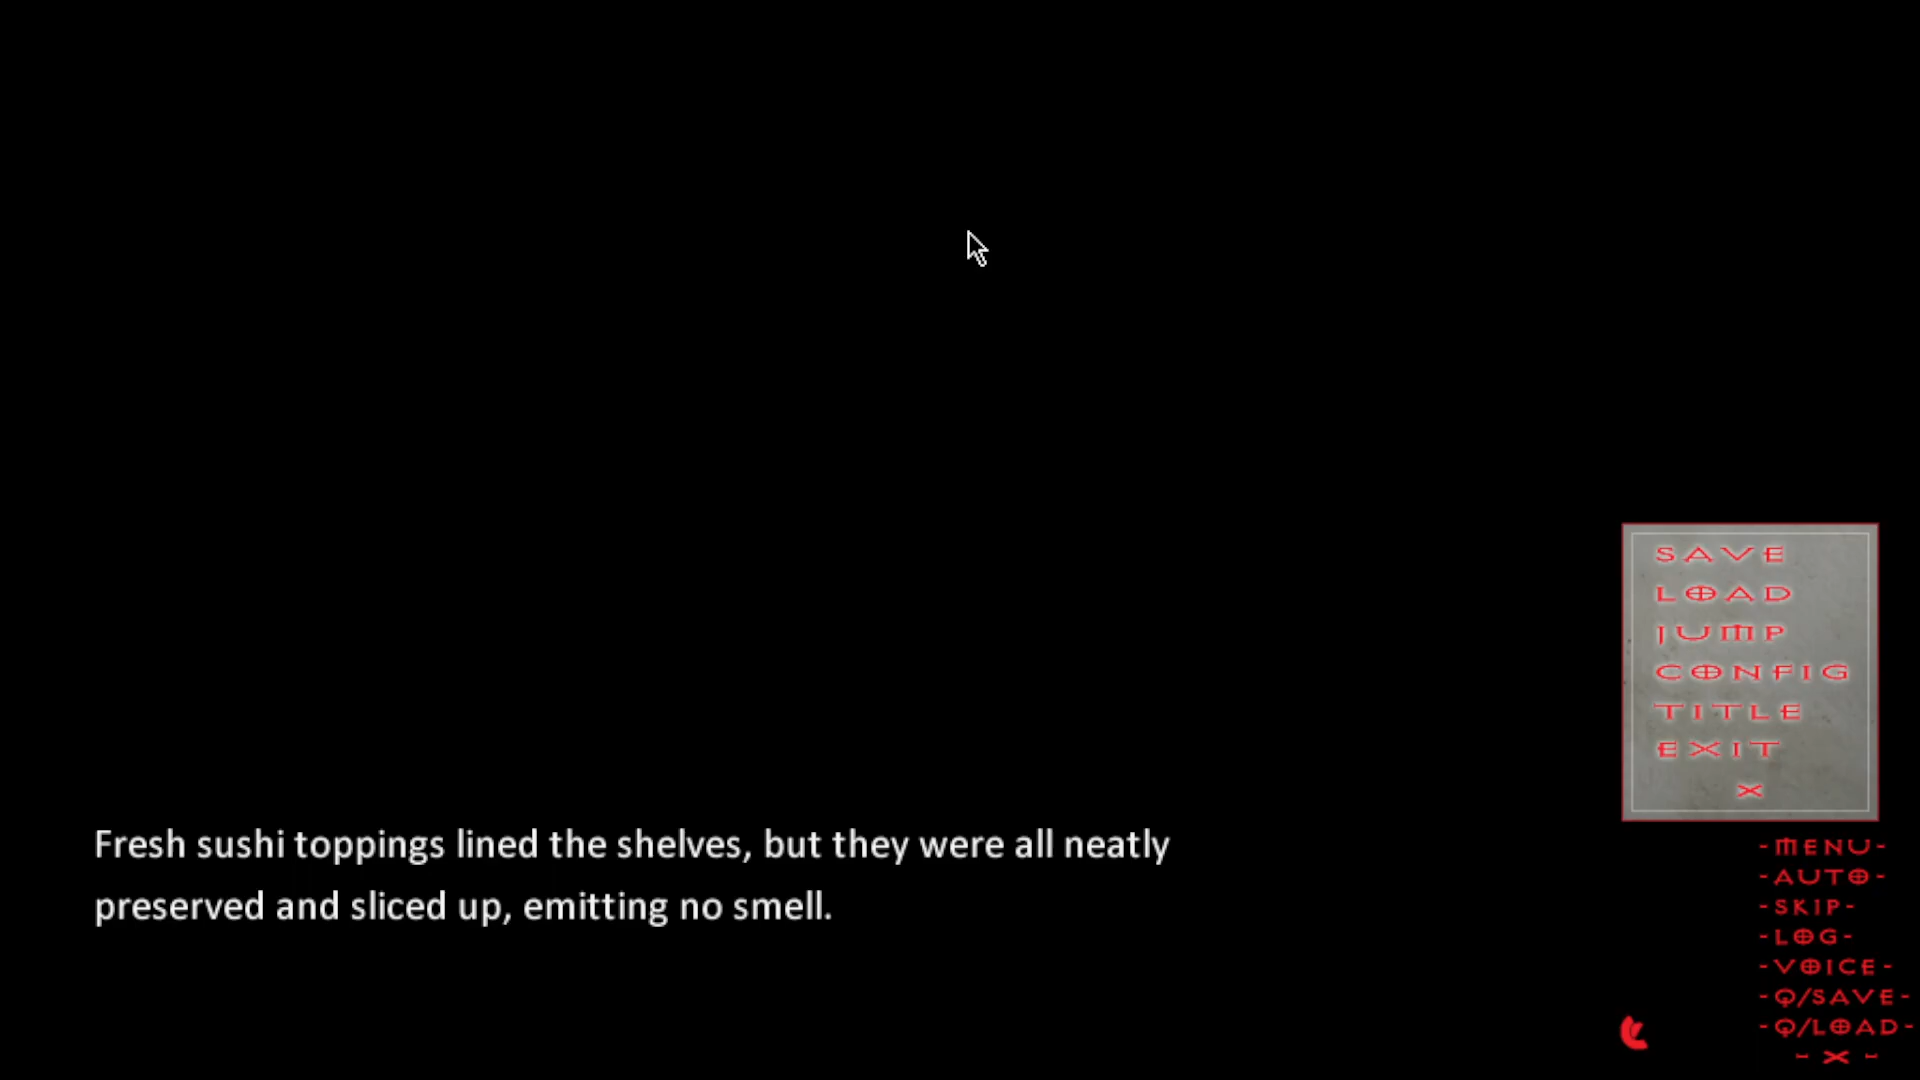 SAVE
LOAD
JUMP
CONFIG
TITLE
EXIT
×
Fresh sushi toppings lined the shelves, but they were all neatly
preserved and sliced up, emitting no smell.
-MENU-
-AUTO-
-SKIP-
-LOG-
-VOICE-
-Q/SAVE-
-Q/LOAD-
- × -